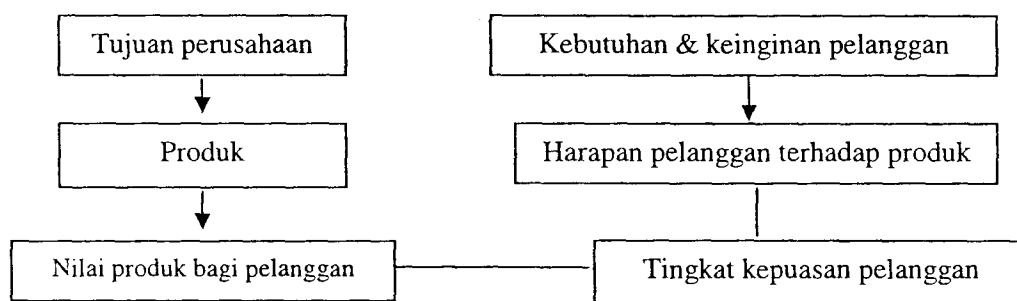 Tujuan perusahaan
Kebutuhan & keinginan pelanggan
Produk
Harapan pelanggan terhadap produk
Nilai produk bagi pelanggan
Tingkat kepuasan pelanggan